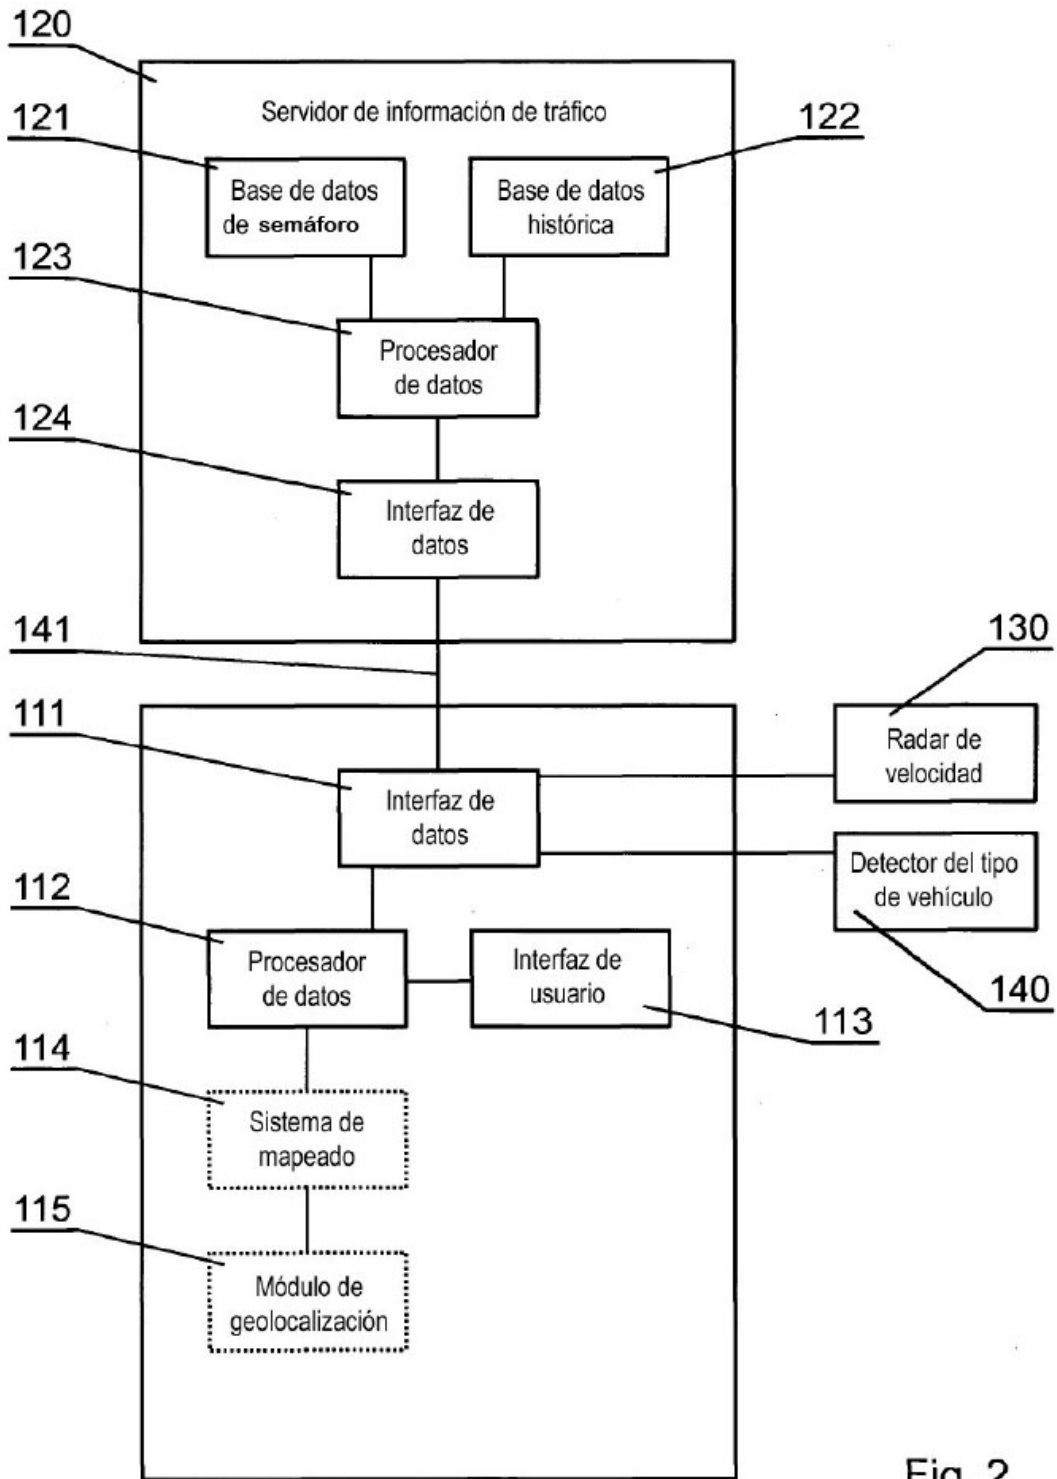 120
Servidor de información de tráfico
121
122
Base de datos
de semáforo
Base de datos
histórica
123
Procesador
de datos
124
Interfaz de
datos
141
130
111
Radar de
velocidad
Interfaz de
datos
Detector del tipo
de vehículo
112
Procesador
de datos
Interfaz de
usuario
140
113
114
Sistema de
mapeado
115
Módulo de
geolocalización
Fig. 2